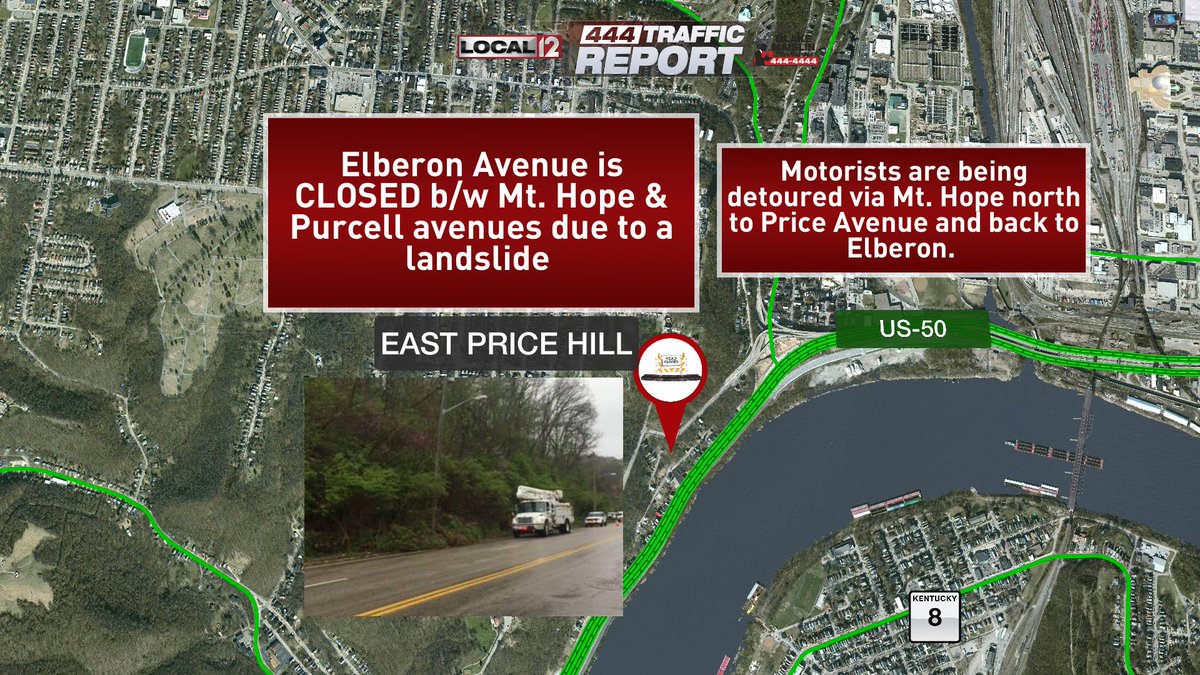 LOCAL 12
444 TRAFFIC
REPORT
444-4444
Elberon Avenue is
CLOSED b/w Mt. Hope &
Purcell avenues due to a
landslide
Motorists are being
detoured via Mt. Hope north
to Price Avenue and back to
Elberon.
EAST PRICE HILL
US-50
ROAD
CLOSED
KENTUCKY
8